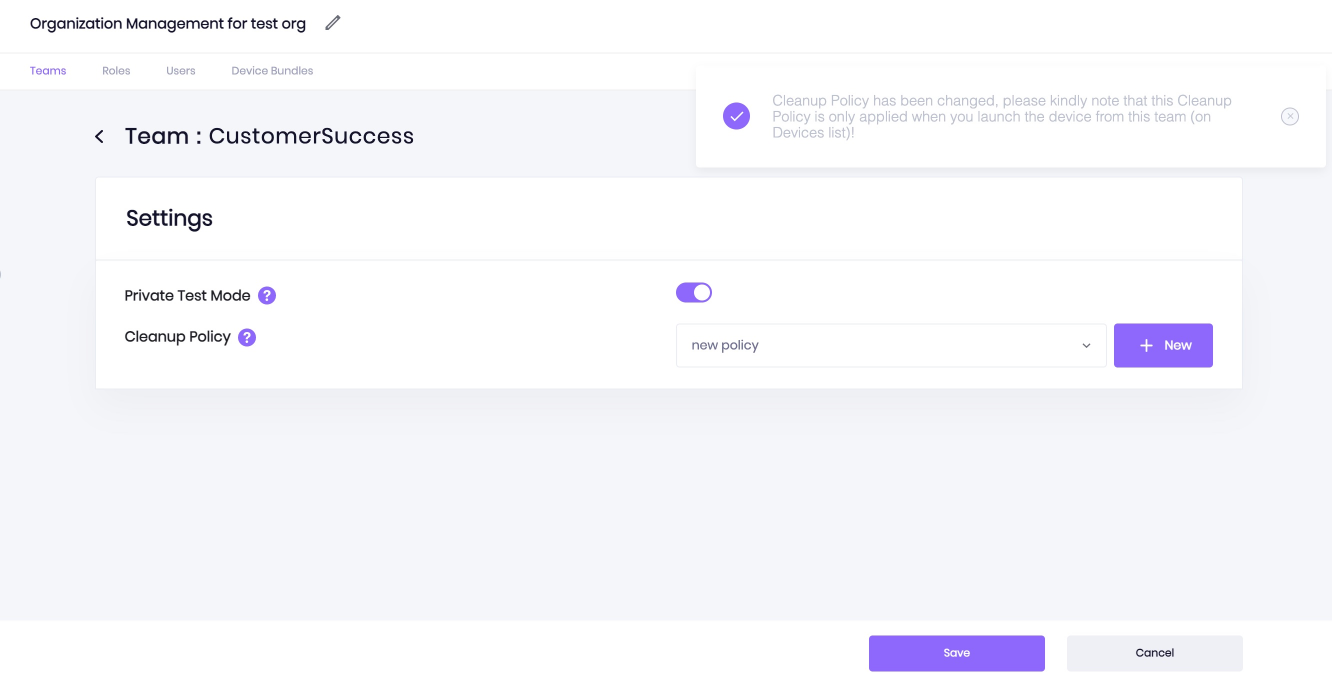 Organization Management for test org
Teams
Roles
Users
Device Bundles
Cleanup Policy has been changed, please kindly note that this Cleanup
Policy is only applied when you launch the device from this team (on
Devices list)!
Team : CustomerSuccess
Settings
Private Test Mode ?
Cleanup Policy ?
new policy
+ New
Save
Cancel